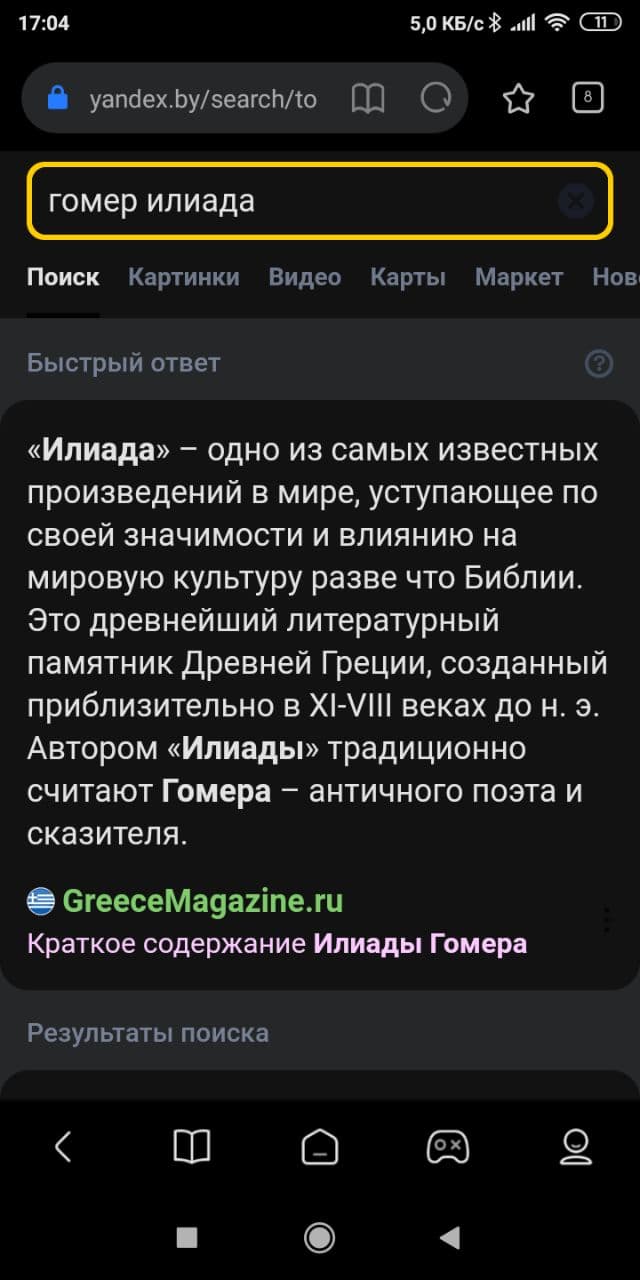 17:04
5,0 КБ/с
11
yandex.by/search/to
8
гомер илиада
Поиск Картинки Видео Карты Маркет Нов
Быстрый ответ
?
«Илиада» – одно из самых известных
произведений в мире, уступающее по
своей значимости и влиянию на
мировую культуру разве что Библии.
Это древнейший литературный
памятник Древней Греции, созданный
приблизительно в XI-VIII веках до н. э.
Автором «Илиады» традиционно
считают Гомера – античного поэта и
сказителя.
GreeceMagazine.ru
Краткое содержание Илиады Гомера
Результаты поиска